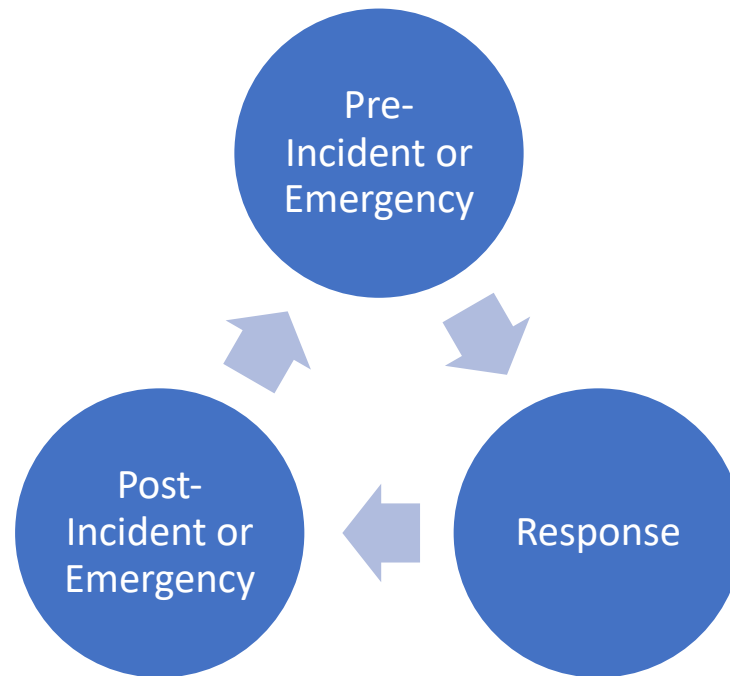 Pre-
Incident or
Emergency
Response
Post-
Incident or
Emergency